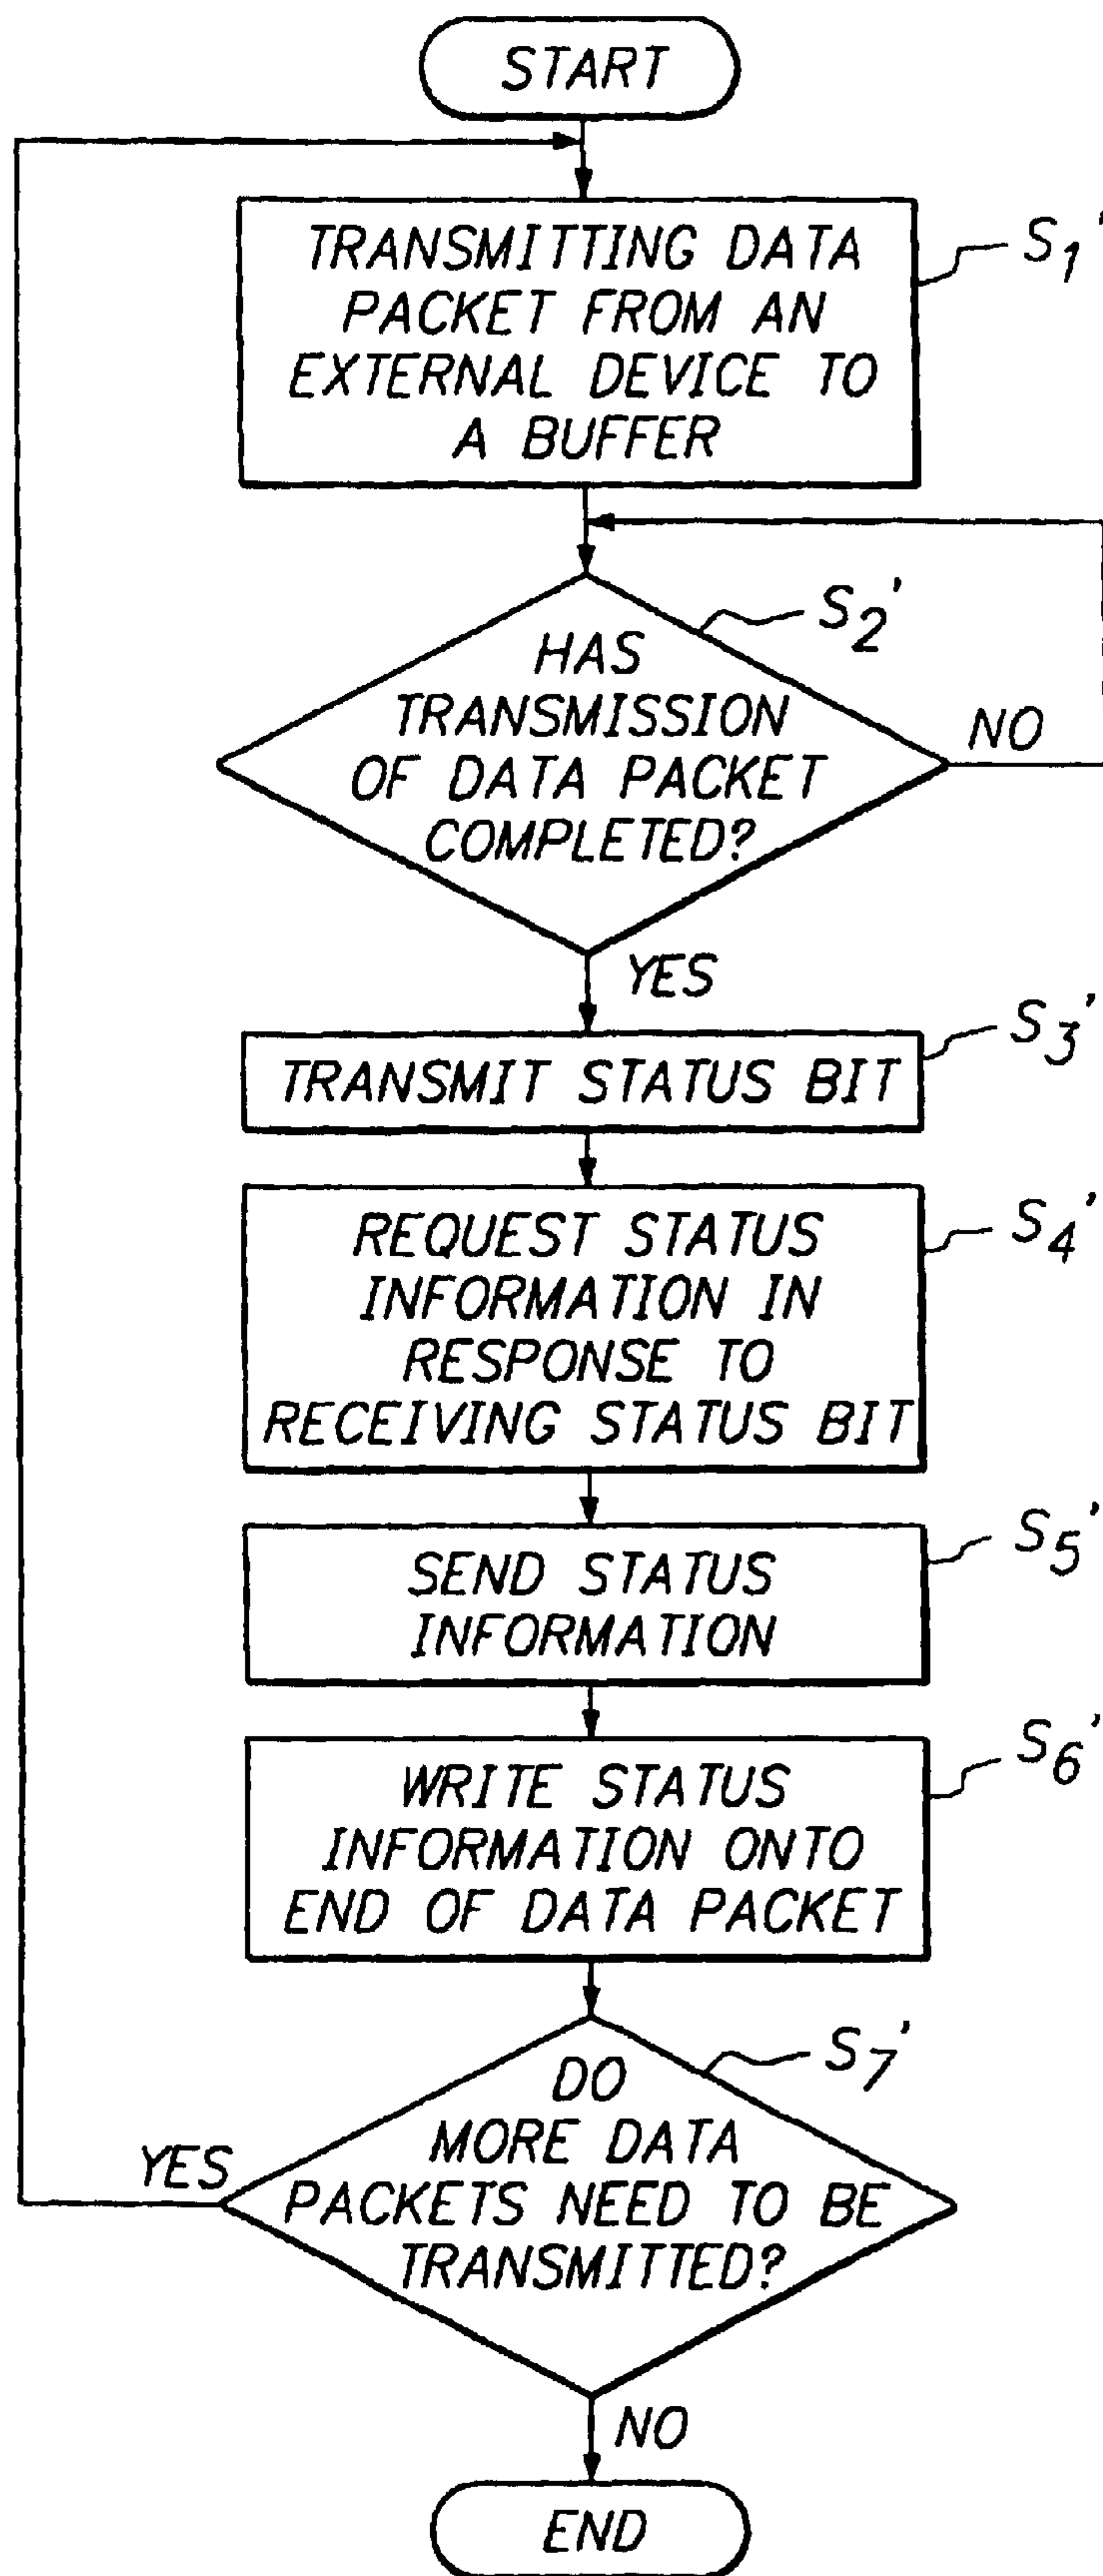 START
TRANSMITTING DATA
PACKET FROM AN
EXTERNAL DEVICE TO
A BUFFER
S1'
HAS
TRANSMISSION
OF DATA PACKET
COMPLETED?
S2'
NO
YES
TRANSMIT STATUS BIT
S3'
REQUEST STATUS
INFORMATION IN
RESPONSE TO
RECEIVING STATUS BIT
S4'
SEND STATUS
INFORMATION
S5'
WRITE STATUS
INFORMATION ONTO
END OF DATA PACKET
S6'
DO
MORE DATA
PACKETS NEED TO BE
TRANSMITTED?
S7'
YES
NO
END